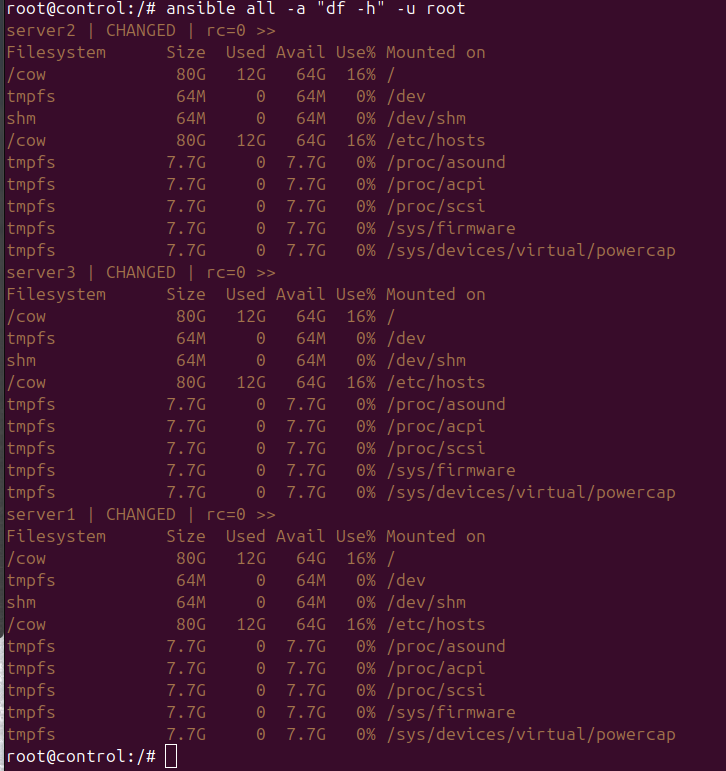 root@control:/# ansible all -a "df -h" -u root
server2 | CHANGED | rc=0 >>
Filesystem      Size  Used Avail Use% Mounted on
/cow             80G   12G   64G  16% /
tmpfs            64M     0   64M   0% /dev
shm              64M     0   64M   0% /dev/shm
/cow             80G   12G   64G  16% /etc/hosts
tmpfs           7.7G     0  7.7G   0% /proc/asound
tmpfs           7.7G     0  7.7G   0% /proc/acpi
tmpfs           7.7G     0  7.7G   0% /proc/scsi
tmpfs           7.7G     0  7.7G   0% /sys/firmware
tmpfs           7.7G     0  7.7G   0% /sys/devices/virtual/powercap
server3 | CHANGED | rc=0 >>
Filesystem      Size  Used Avail Use% Mounted on
/cow             80G   12G   64G  16% /
tmpfs            64M     0   64M   0% /dev
shm              64M     0   64M   0% /dev/shm
/cow             80G   12G   64G  16% /etc/hosts
tmpfs           7.7G     0  7.7G   0% /proc/asound
tmpfs           7.7G     0  7.7G   0% /proc/acpi
tmpfs           7.7G     0  7.7G   0% /proc/scsi
tmpfs           7.7G     0  7.7G   0% /sys/firmware
tmpfs           7.7G     0  7.7G   0% /sys/devices/virtual/powercap
server1 | CHANGED | rc=0 >>
Filesystem      Size  Used Avail Use% Mounted on
/cow             80G   12G   64G  16% /
tmpfs            64M     0   64M   0% /dev
shm              64M     0   64M   0% /dev/shm
/cow             80G   12G   64G  16% /etc/hosts
tmpfs           7.7G     0  7.7G   0% /proc/asound
tmpfs           7.7G     0  7.7G   0% /proc/acpi
tmpfs           7.7G     0  7.7G   0% /proc/scsi
tmpfs           7.7G     0  7.7G   0% /sys/firmware
tmpfs           7.7G     0  7.7G   0% /sys/devices/virtual/powercap
root@control:/#